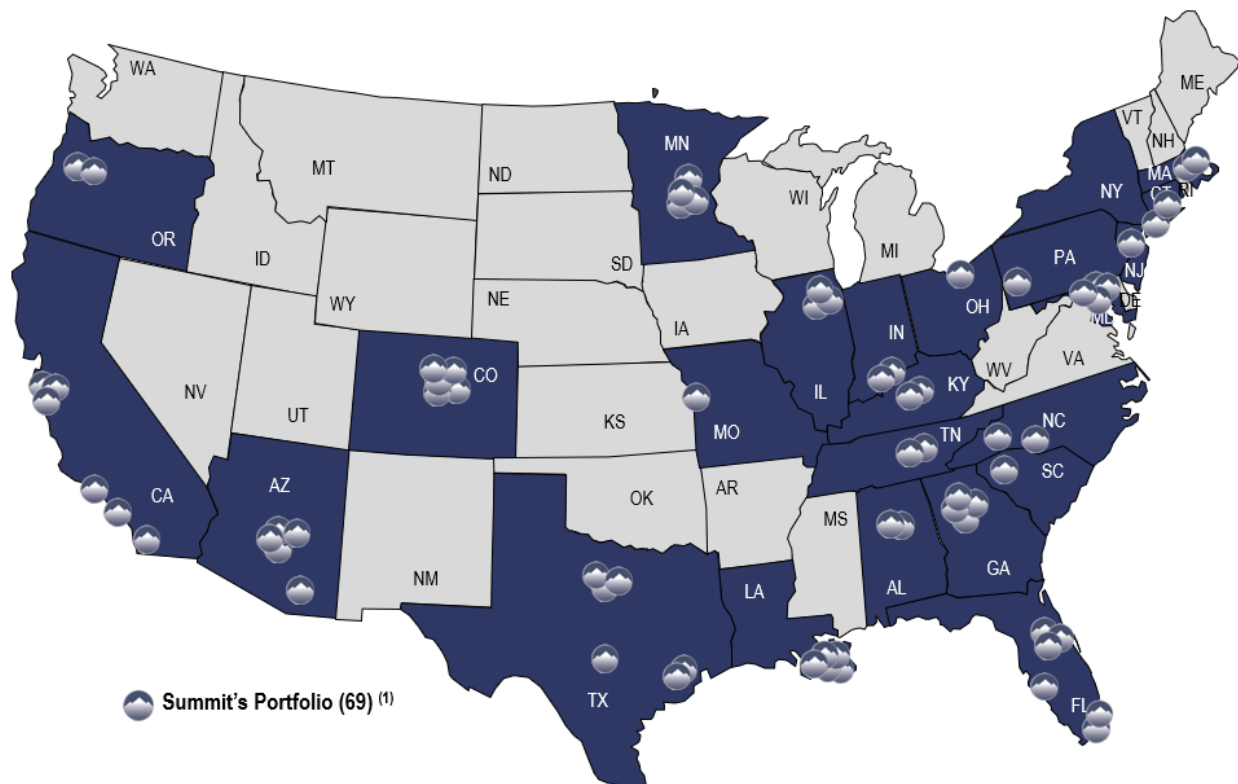 WA
ME
VT
NH
MT
ND
MN
MA
NY
CT
RI
WI
OR
ID
MI
SD
PA
NJ
WY
NE
OH
DE
IA
IN
MD
NV
UT
CO
IL
WV
VA
KS
KY
MO
NC
TN
CA
AZ
OK
AR
SC
MS
NM
GA
LA
AL
TX
FL
Summit's Portfolio (69) (1)